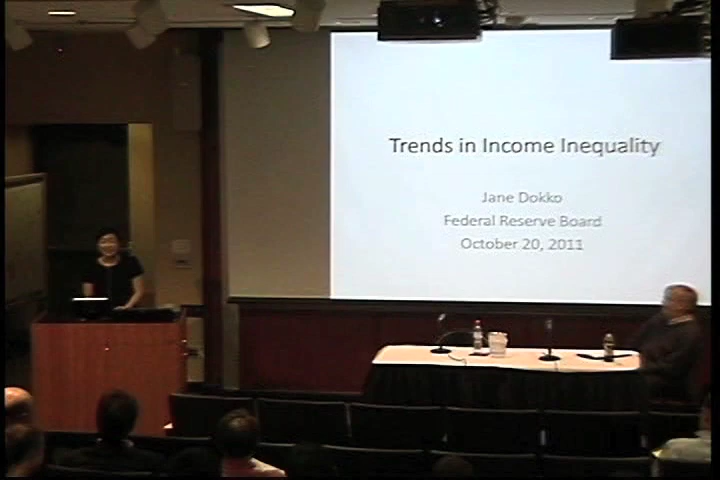 Trends in Income Inequality
Jane Dokko
Federal Reserve Board
October 20, 2011